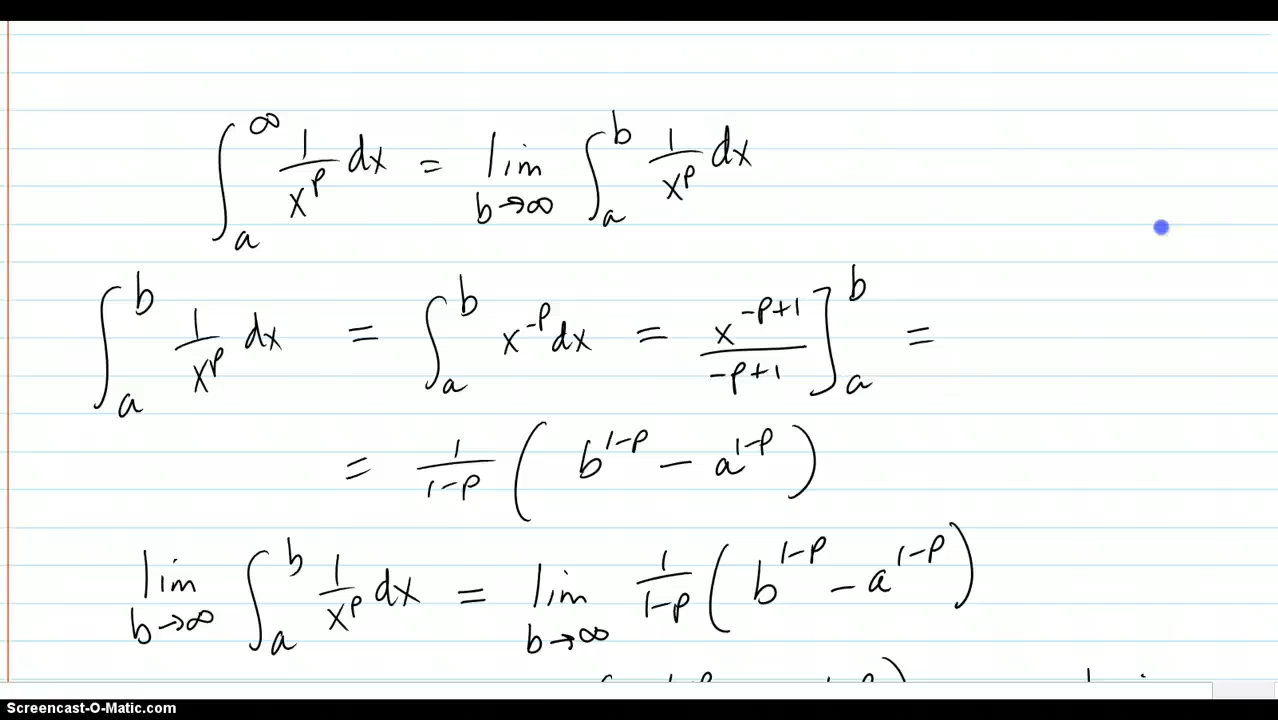 ∫_a^∞ 1/x^p dx = lim_{b→∞} ∫_a^b 1/x^p dx
∫_a^b 1/x^p dx = ∫_a^b x^{-p} dx = x^{-p+1}/(-p+1) ]_a^b =
= 1/(1-p) ( b^{1-p} - a^{1-p} )
lim_{b→∞} ∫_a^b 1/x^p dx = lim_{b→∞} 1/(1-p) ( b^{1-p} - a^{1-p} )
Screencast-O-Matic.com